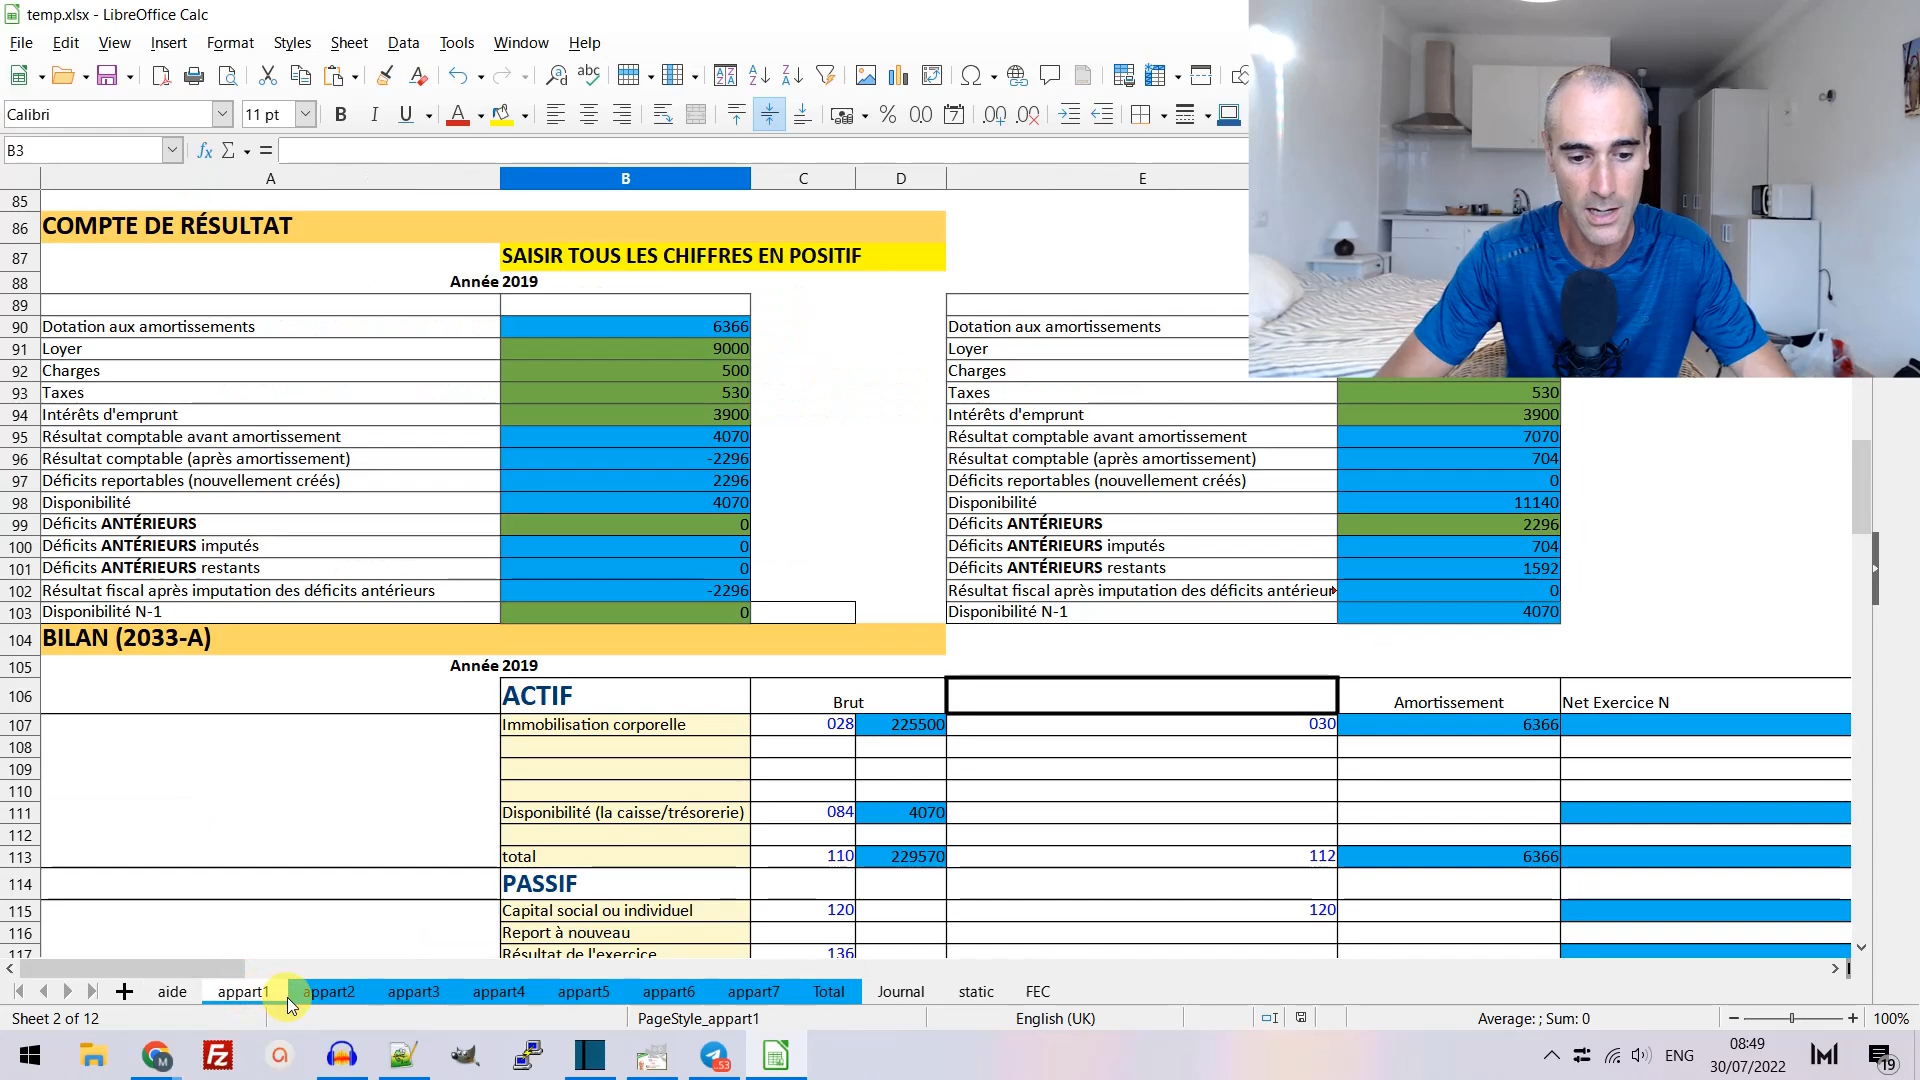 temp.xlsx - LibreOffice Calc
File Edit View Insert Format Styles Sheet Data Tools Window Help
Calibri 11 pt
B3
A B C D E
85
86 COMPTE DE RÉSULTAT
87 SAISIR TOUS LES CHIFFRES EN POSITIF
88 Année 2019
89
90 Dotation aux amortissements 6366 Dotation aux amortissements
91 Loyer 9000 Loyer
92 Charges 500 Charges
93 Taxes 530 Taxes 530
94 Intérêts d'emprunt 3900 Intérêts d'emprunt 3900
95 Résultat comptable avant amortissement 4070 Résultat comptable avant amortissement 7070
96 Résultat comptable (après amortissement) -2296 Résultat comptable (après amortissement) 704
97 Déficits reportables (nouvellement créés) 2296 Déficits reportables (nouvellement créés) 0
98 Disponibilité 4070 Disponibilité 11140
99 Déficits ANTÉRIEURS 0 Déficits ANTÉRIEURS 2296
100 Déficits ANTÉRIEURS imputés 0 Déficits ANTÉRIEURS imputés 704
101 Déficits ANTÉRIEURS restants 0 Déficits ANTÉRIEURS restants 1592
102 Résultat fiscal après imputation des déficits antérieurs -2296 Résultat fiscal après imputation des déficits antérieur 0
103 Disponibilité N-1 0 Disponibilité N-1 4070
104 BILAN (2033-A)
105 Année 2019
106 ACTIF Brut Amortissement Net Exercice N
107 Immobilisation corporelle 028 225500 030 6366
108
109
110
111 Disponibilité (la caisse/trésorerie) 084 4070
112
113 total 110 229570 112 6366
114 PASSIF
115 Capital social ou individuel 120 120
116 Report à nouveau
117 Résultat de l'exercice 136
aide appart1 appart2 appart3 appart4 appart5 appart6 appart7 Total Journal static FEC
Sheet 2 of 12 PageStyle_appart1 English (UK) Average: ; Sum: 0 100%
ENG 08:49
30/07/2022 19